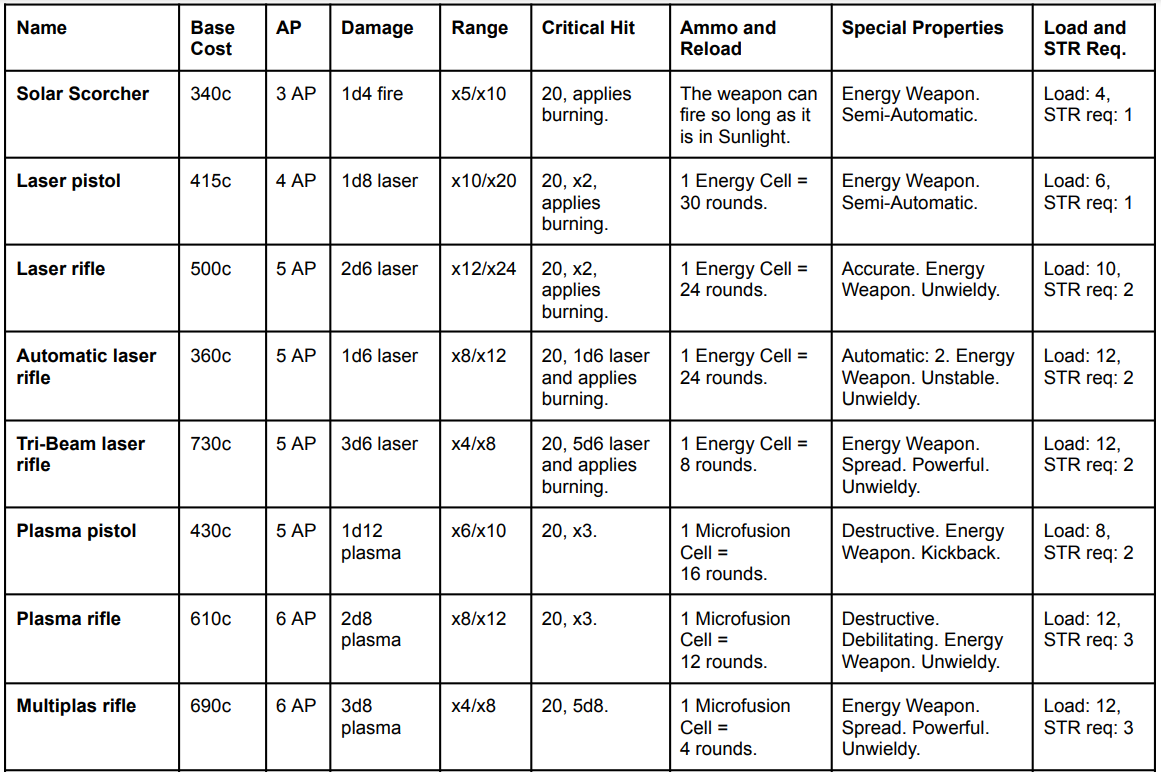 Name Base Cost AP Damage Range Critical Hit Ammo and Reload Special Properties Load and STR Req.
Solar Scorcher 340c 3 AP 1d4 fire x5/x10 20, applies burning. The weapon can fire so long as it is in Sunlight. Energy Weapon. Semi-Automatic. Load: 4, STR req: 1
Laser pistol 415c 4 AP 1d8 laser x10/x20 20, x2, applies burning. 1 Energy Cell = 30 rounds. Energy Weapon. Semi-Automatic. Load: 6, STR req: 1
Laser rifle 500c 5 AP 2d6 laser x12/x24 20, x2, applies burning. 1 Energy Cell = 24 rounds. Accurate. Energy Weapon. Unwieldy. Load: 10, STR req: 2
Automatic laser rifle 360c 5 AP 1d6 laser x8/x12 20, 1d6 laser and applies burning. 1 Energy Cell = 24 rounds. Automatic: 2. Energy Weapon. Unstable. Unwieldy. Load: 12, STR req: 2
Tri-Beam laser rifle 730c 5 AP 3d6 laser x4/x8 20, 5d6 laser and applies burning. 1 Energy Cell = 8 rounds. Energy Weapon. Spread. Powerful. Unwieldy. Load: 12, STR req: 2
Plasma pistol 430c 5 AP 1d12 plasma x6/x10 20, x3. 1 Microfusion Cell = 16 rounds. Destructive. Energy Weapon. Kickback. Load: 8, STR req: 2
Plasma rifle 610c 6 AP 2d8 plasma x8/x12 20, x3. 1 Microfusion Cell = 12 rounds. Destructive. Debilitating. Energy Weapon. Unwieldy. Load: 12, STR req: 3
Multiplas rifle 690c 6 AP 3d8 plasma x4/x8 20, 5d8. 1 Microfusion Cell = 4 rounds. Energy Weapon. Spread. Powerful. Unwieldy. Load: 12, STR req: 3